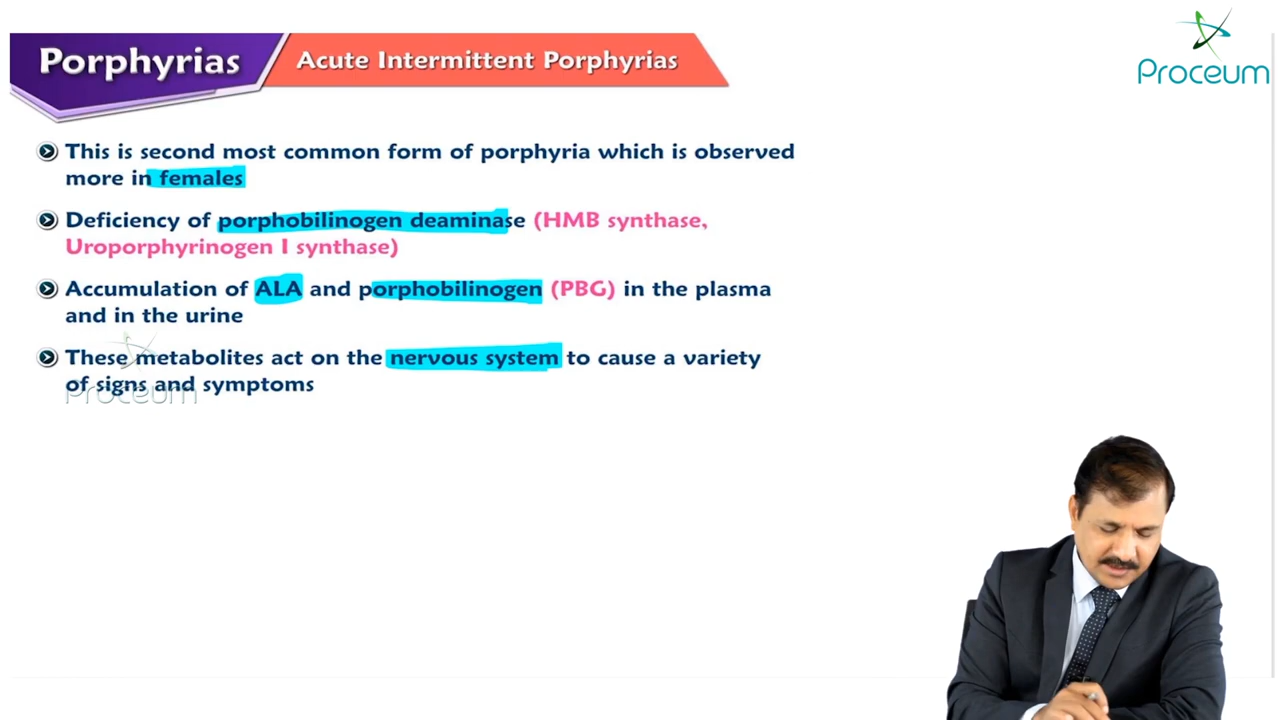 Porphyrias
Acute Intermittent Porphyrias
Proceum
This is second most common form of porphyria which is observed
more in females
Deficiency of porphobilinogen deaminase (HMB synthase,
Uroporphyrinogen I synthase)
Accumulation of ALA and porphobilinogen (PBG) in the plasma
and in the urine
These metabolites act on the nervous system to cause a variety
of signs and symptoms
Proceum